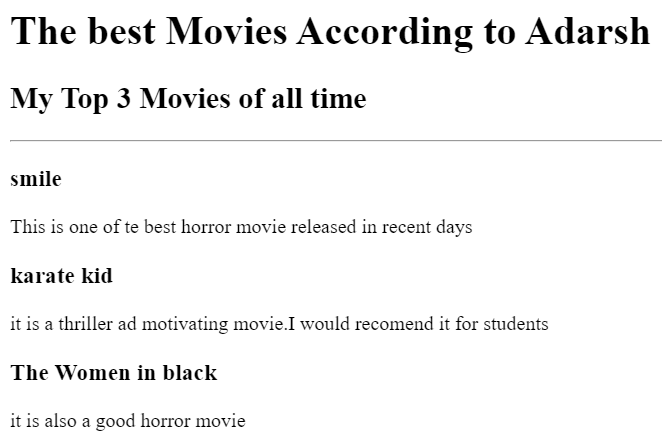 The best Movies According to Adarsh
My Top 3 Movies of all time
smile
This is one of te best horror movie released in recent days
karate kid
it is a thriller ad motivating movie.I would recomend it for students
The Women in black
it is also a good horror movie